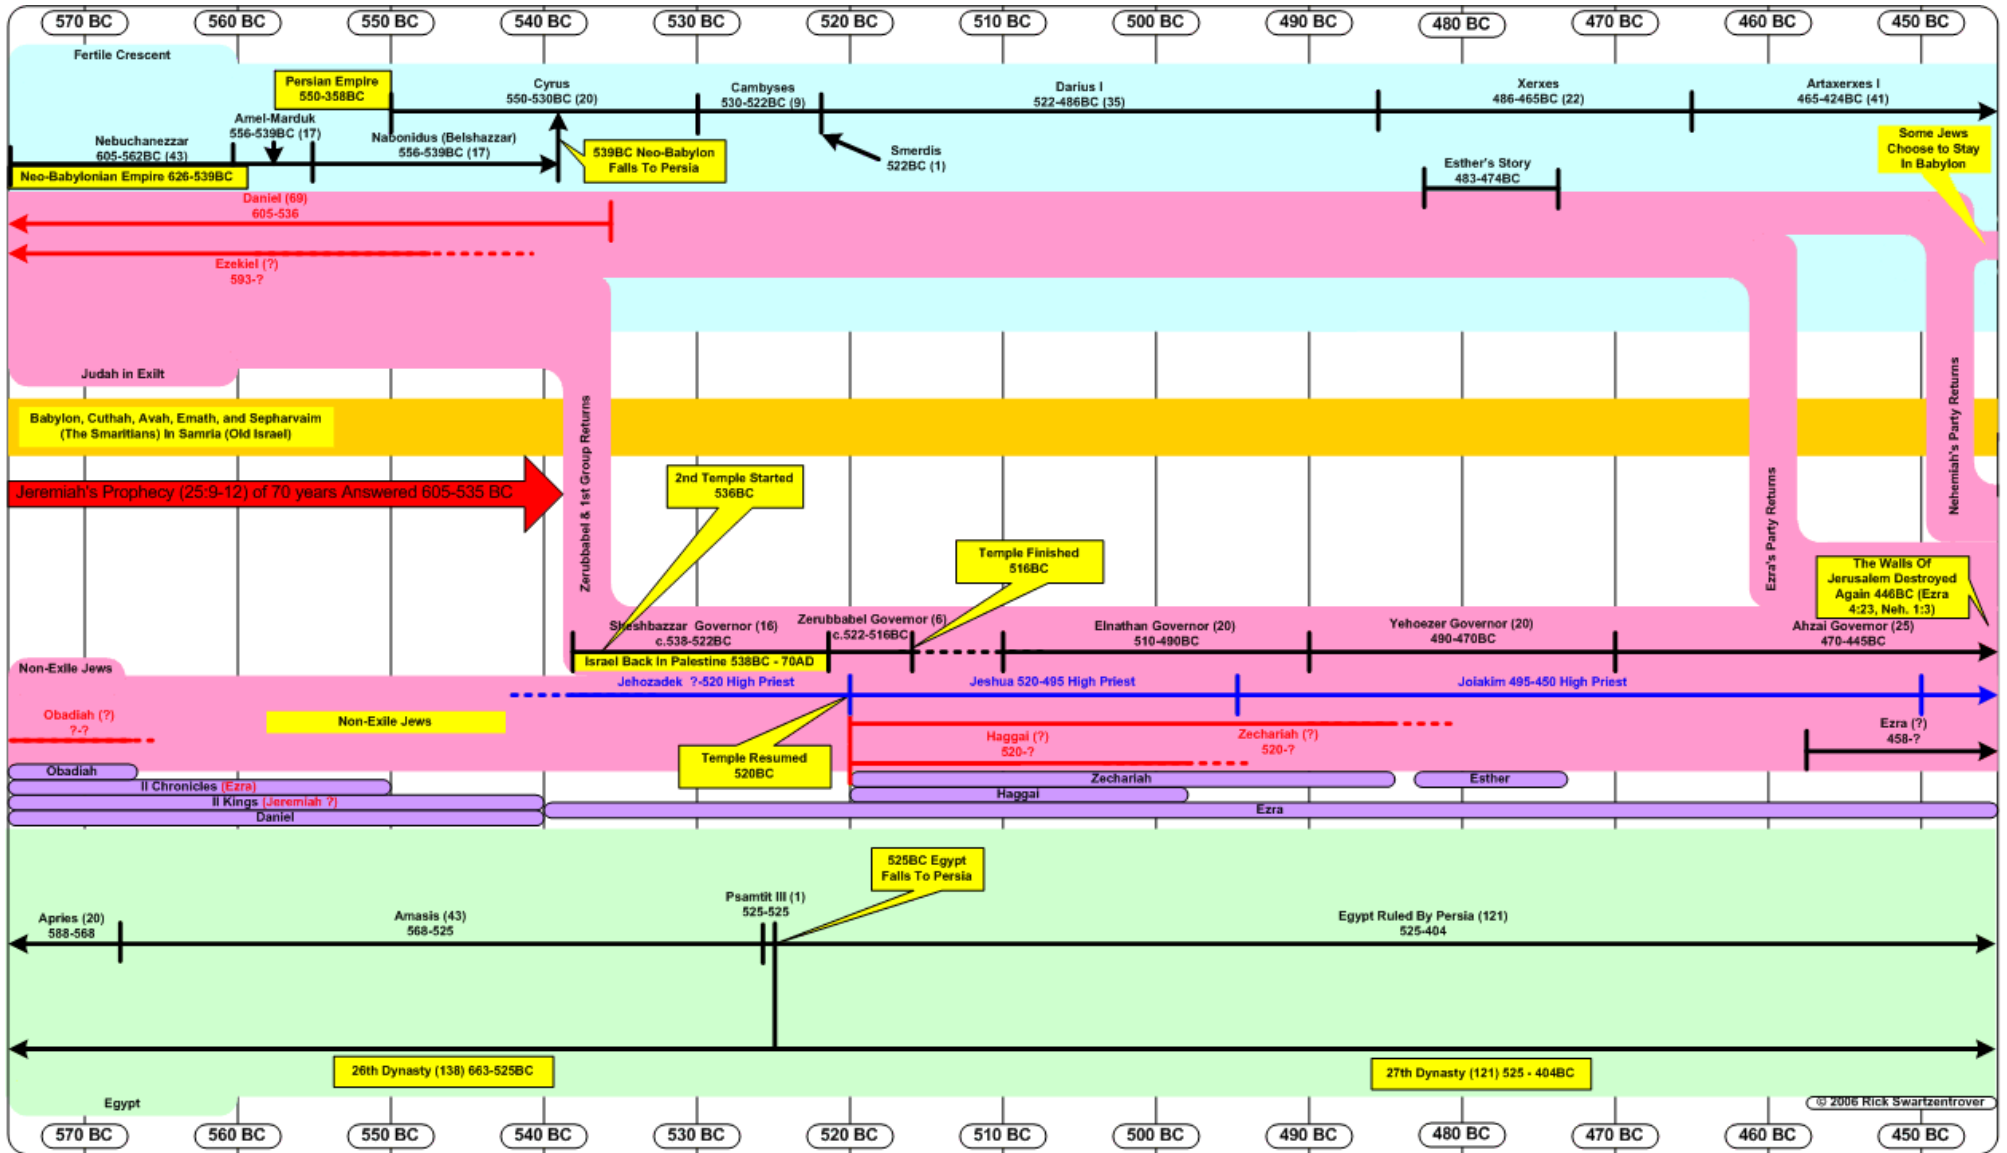 570 BC
560 BC
550 BC
540 BC
530 BC
520 BC
510 BC
500 BC
490 BC
480 BC
470 BC
460 BC
450 BC
Fertile Crescent
Persian Empire
550-358BC
Cyrus
550-530BC (20)
Cambyses
530-522BC (9)
Darius I
522-486BC (35)
Xerxes
486-465BC (22)
Artaxerxes I
465-424BC (41)
Amel-Marduk
556-539BC (17)
Nebuchanezzar
605-562BC (43)
Nabonidus (Belshazzar)
556-539BC (17)
539BC Neo-Babylon
Falls To Persia
Smerdis
522BC (1)
Esther's Story
483-474BC
Some Jews
Choose to Stay
In Babylon
Neo-Babylonian Empire 626-539BC
Daniel (69)
605-536
Ezekiel (?)
593-?
Judah in Exilt
Babylon, Cuthah, Avah, Emath, and Sepharvaim
(The Smaritians) In Samria (Old Israel)
Jeremiah's Prophecy (25:9-12) of 70 years Answered 605-535 BC
Zerubbabel & 1st Group Returns
Ezra's Party Returns
Nehemiah's Party Returns
2nd Temple Started
536BC
Temple Finished
516BC
The Walls Of
Jerusalem Destroyed
Again 446BC (Ezra
4:23, Neh. 1:3)
Sheshbazzar Governor (16)
c.538-522BC
Zerubbabel Governor (6)
c.522-516BC
Elnathan Governor (20)
510-490BC
Yehoezer Governor (20)
490-470BC
Ahzai Governor (25)
470-445BC
Israel Back In Palestine 538BC - 70AD
Non-Exile Jews
Jehozadek ?-520 High Priest
Jeshua 520-495 High Priest
Joiakim 495-450 High Priest
Obadiah (?)
?-?
Non-Exile Jews
Temple Resumed
520BC
Haggai (?)
520-?
Zechariah (?)
520-?
Ezra (?)
458-?
Obadiah
II Chronicles (Ezra)
II Kings (Jeremiah ?)
Daniel
Zechariah
Haggai
Esther
Ezra
525BC Egypt
Falls To Persia
Apries (20)
588-568
Amasis (43)
568-525
Psamtit III (1)
525-525
Egypt Ruled By Persia (121)
525-404
26th Dynasty (138) 663-525BC
27th Dynasty (121) 525 - 404BC
Egypt
© 2006 Rick Swartzentrover
570 BC
560 BC
550 BC
540 BC
530 BC
520 BC
510 BC
500 BC
490 BC
480 BC
470 BC
460 BC
450 BC